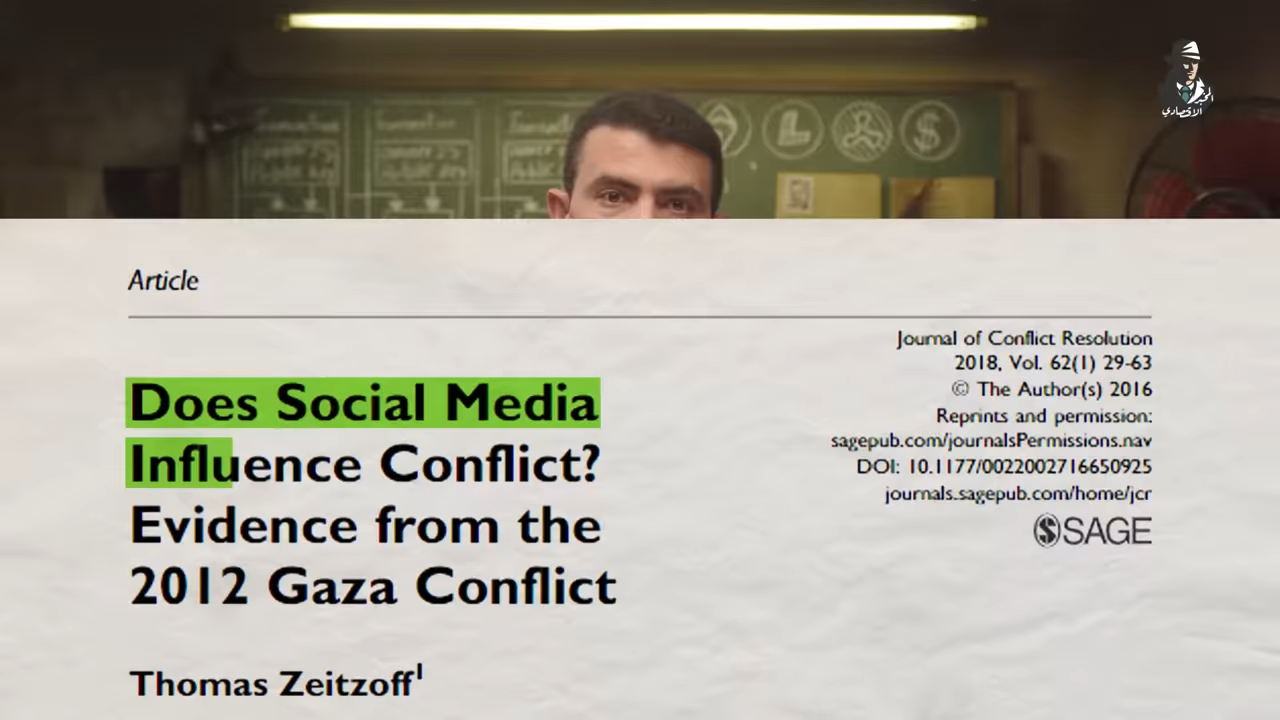 المخبر
الاقتصادي
Article
Journal of Conflict Resolution
2018, Vol. 62(1) 29-63
© The Author(s) 2016
Reprints and permission:
sagepub.com/journalsPermissions.nav
DOI: 10.1177/0022002716650925
journals.sagepub.com/home/jcr
SAGE
Does Social Media
Influence Conflict?
Evidence from the
2012 Gaza Conflict
Thomas Zeitzoff¹